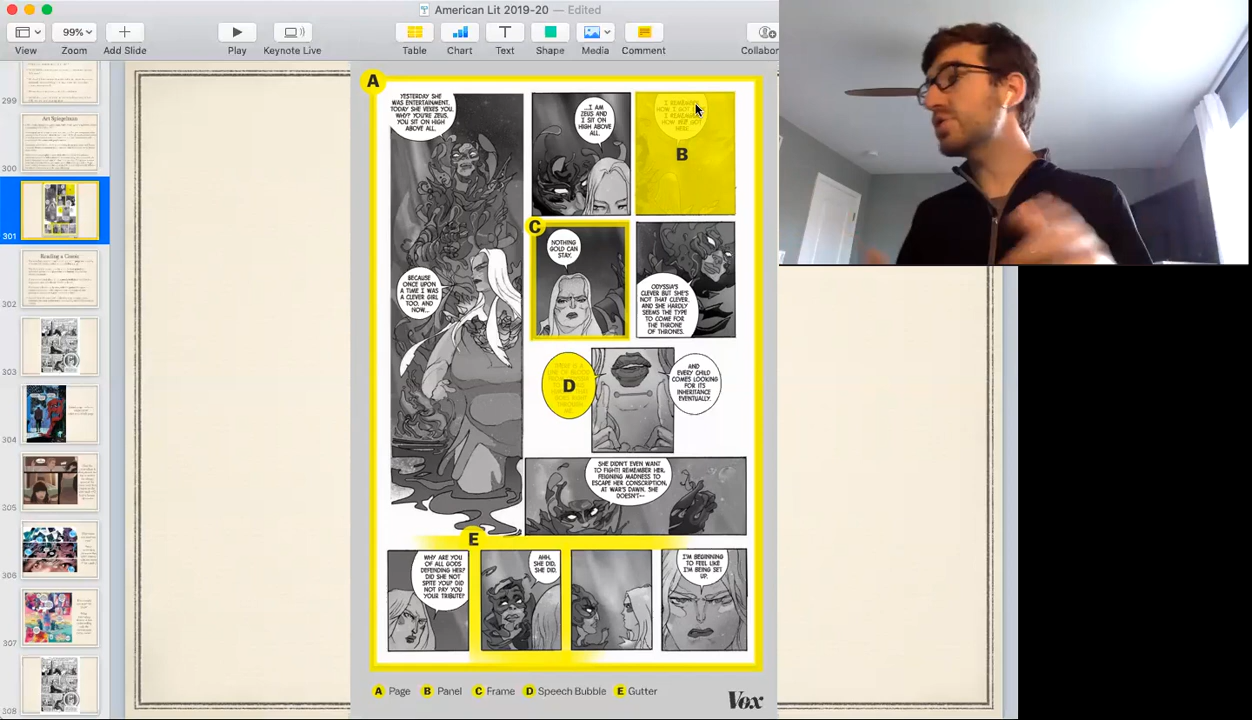 American Lit 2019-20 — Edited
99%
View
Zoom
Add Slide
Play
Keynote Live
Table
Chart
Text
Shape
Media
Comment
Collabor
299
Art Spiegelman
300
301
Reading a Comic
302
303
304
305
306
307
308
A
YESTERDAY SHE
WAS ENTERTAINMENT.
TODAY SHE VEXES YOU.
WHY? YOU'RE ZEUS.
YOU SIT ON HIGH
ABOVE ALL.
BECAUSE
ONCE UPON
A TIME I WAS
A CLEVER GIRL
TOO. AND
NOW...
...I AM
ZEUS AND
I SIT ON
HIGH ABOVE
ALL.
I REMEMBER
HOW I GOT
I REMEMBER
HOW
HERE.
B
C
NOTHING
GOLD CAN
STAY.
ODYSSIA'S
CLEVER BUT SHE'S
NOT THAT CLEVER.
AND SHE HARDLY
SEEMS THE TYPE
TO COME FOR
THE THRONE
OF THRONES.
D
AND
EVERY CHILD
COMES LOOKING
FOR ITS
INHERITANCE
EVENTUALLY.
SHE DIDN'T EVEN WANT
TO FIGHT! REMEMBER HER,
FEIGNING MADNESS TO
ESCAPE HER CONSCRIPTION,
AT WAR'S DAWN. SHE
DOESN'T--
E
WHY ARE YOU
OF ALL GODS
DEFENDING HER?
DID SHE NOT
SPITE YOU? DID
NOT PAY YOU
YOUR TRIBUTE?
AHH,
SHE DID,
SHE DID.
I'M BEGINNING
TO FEEL LIKE
I'M BEING SET
UP.
A Page B Panel C Frame D Speech Bubble E Gutter
Vox